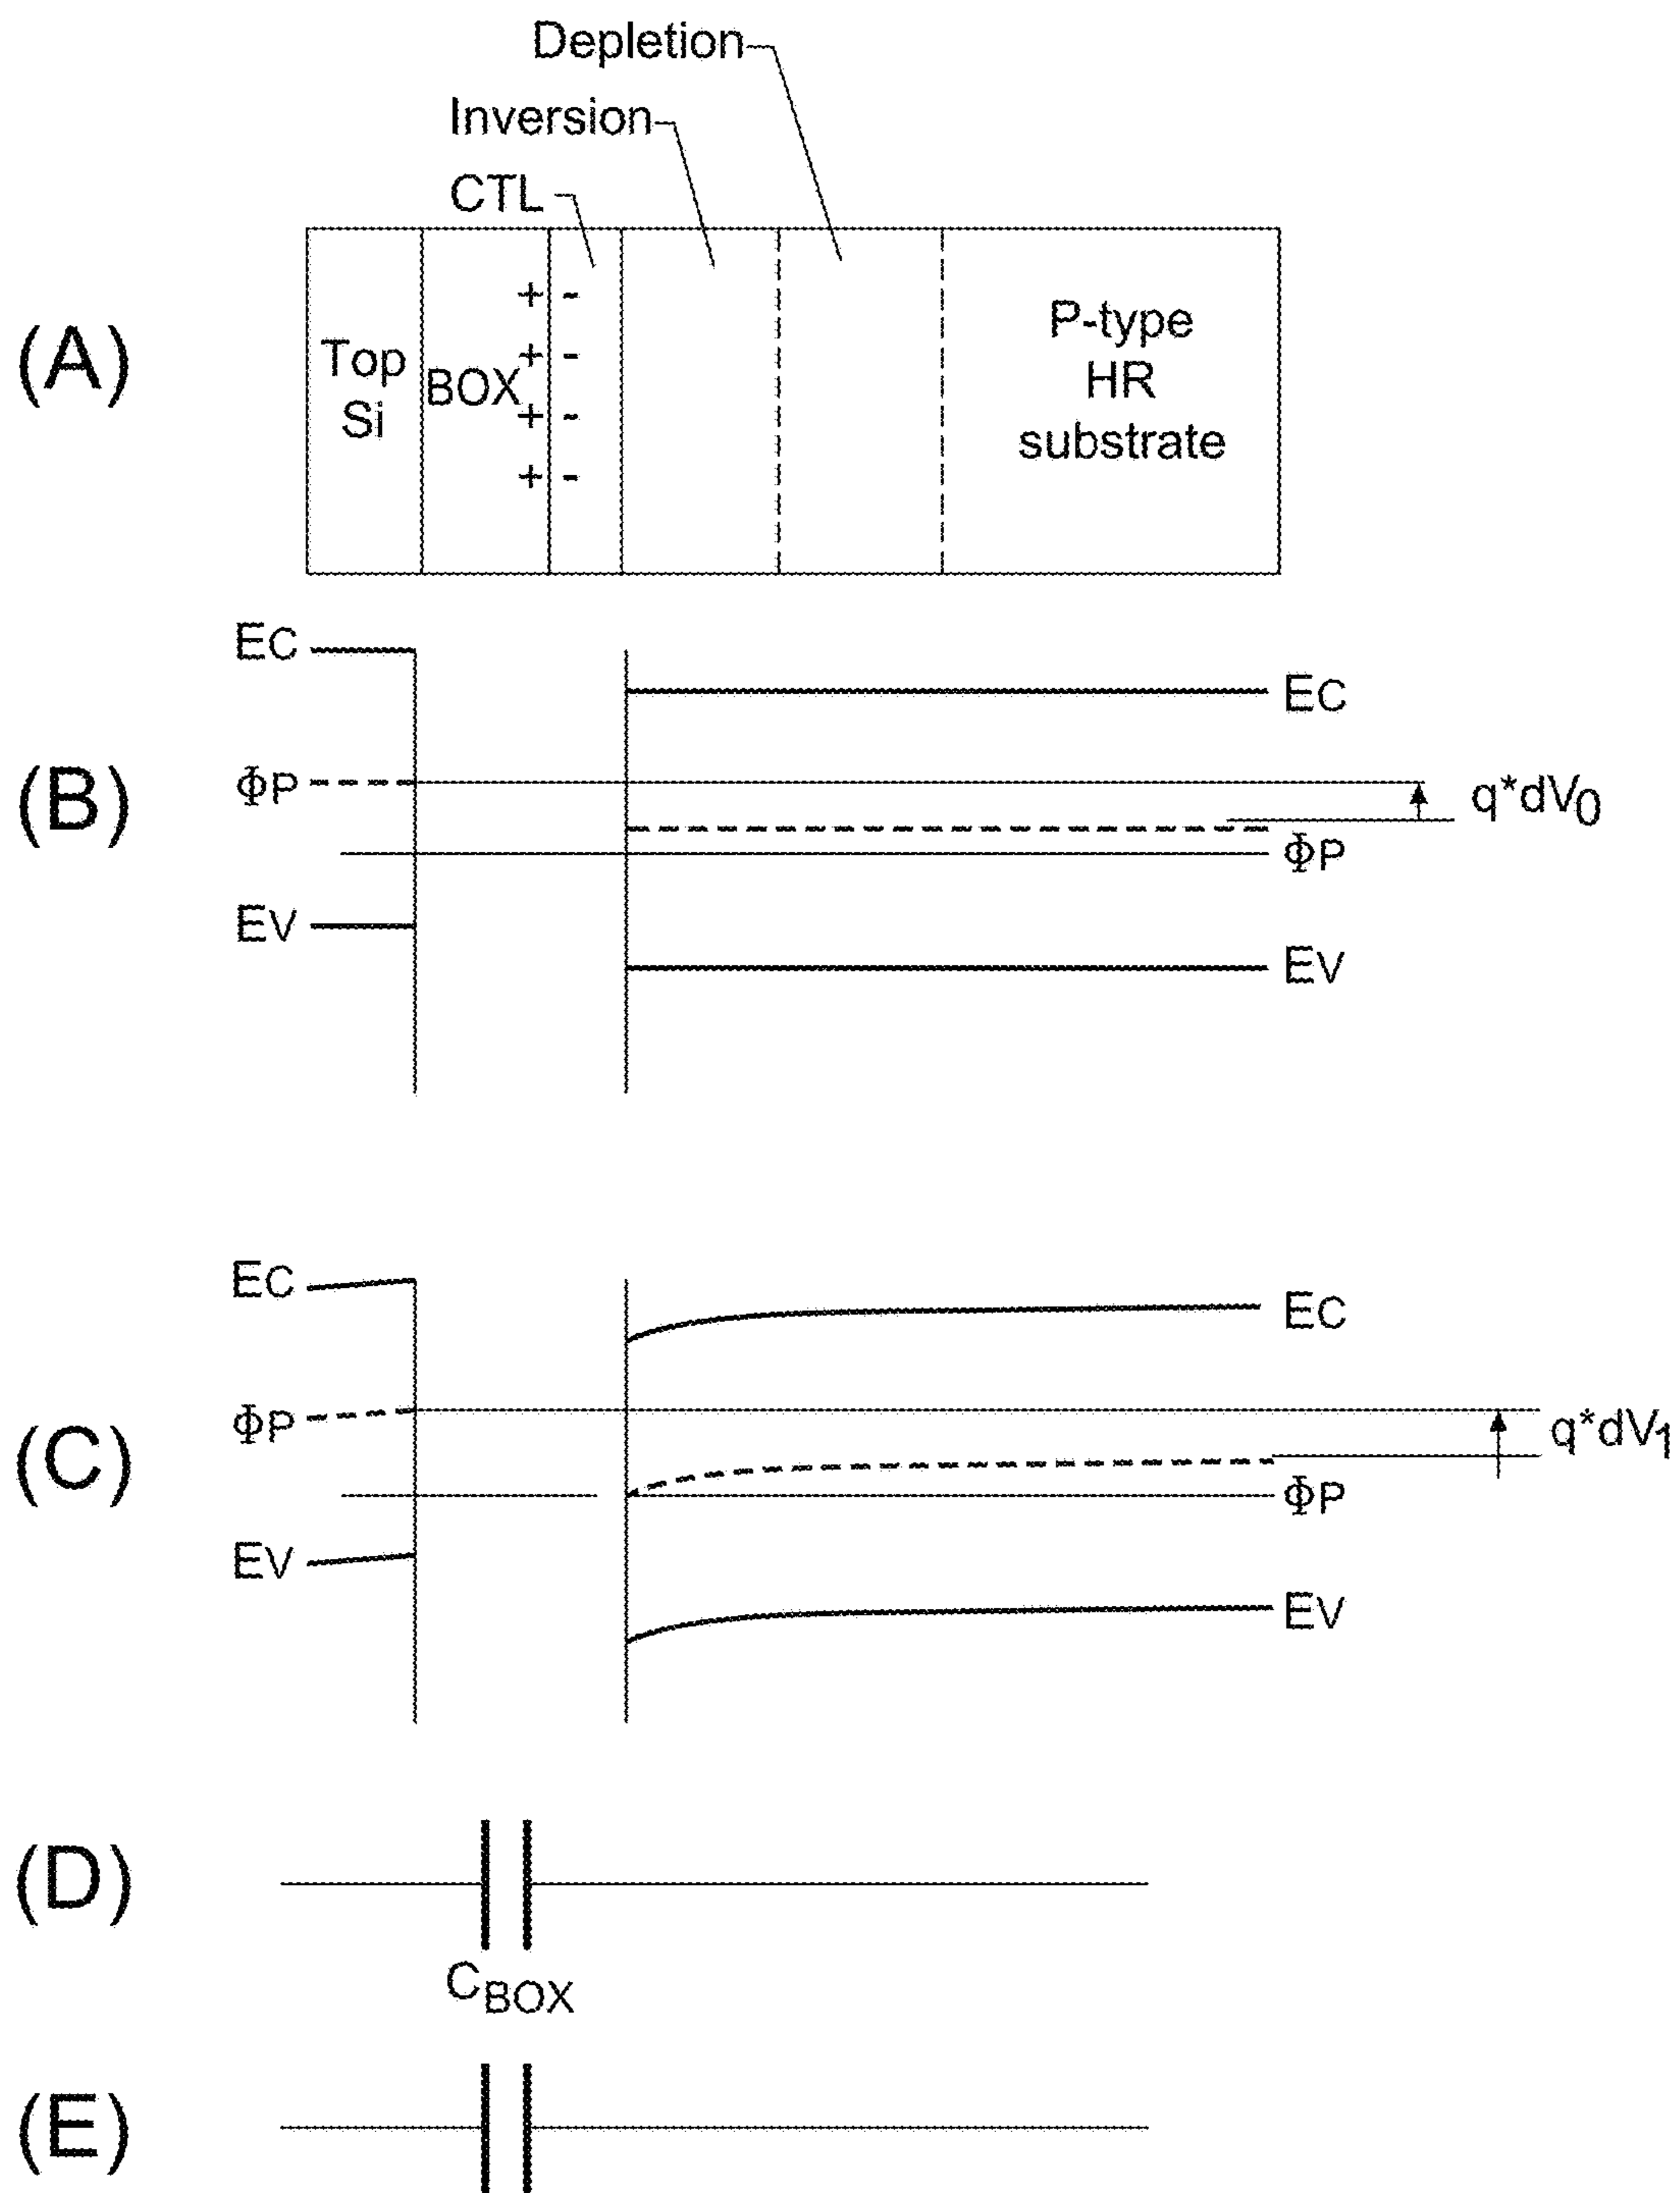 Depletion
Inversion
CTL
(A)
Top
Si
BOX
+ -
+ -
+ -
+ -
P-type
HR
substrate
(B)
EC
EC
ΦP
q*dV0
ΦP
EV
EV
(C)
EC
EC
ΦP
q*dV1
ΦP
EV
EV
(D)
CBOX
(E)